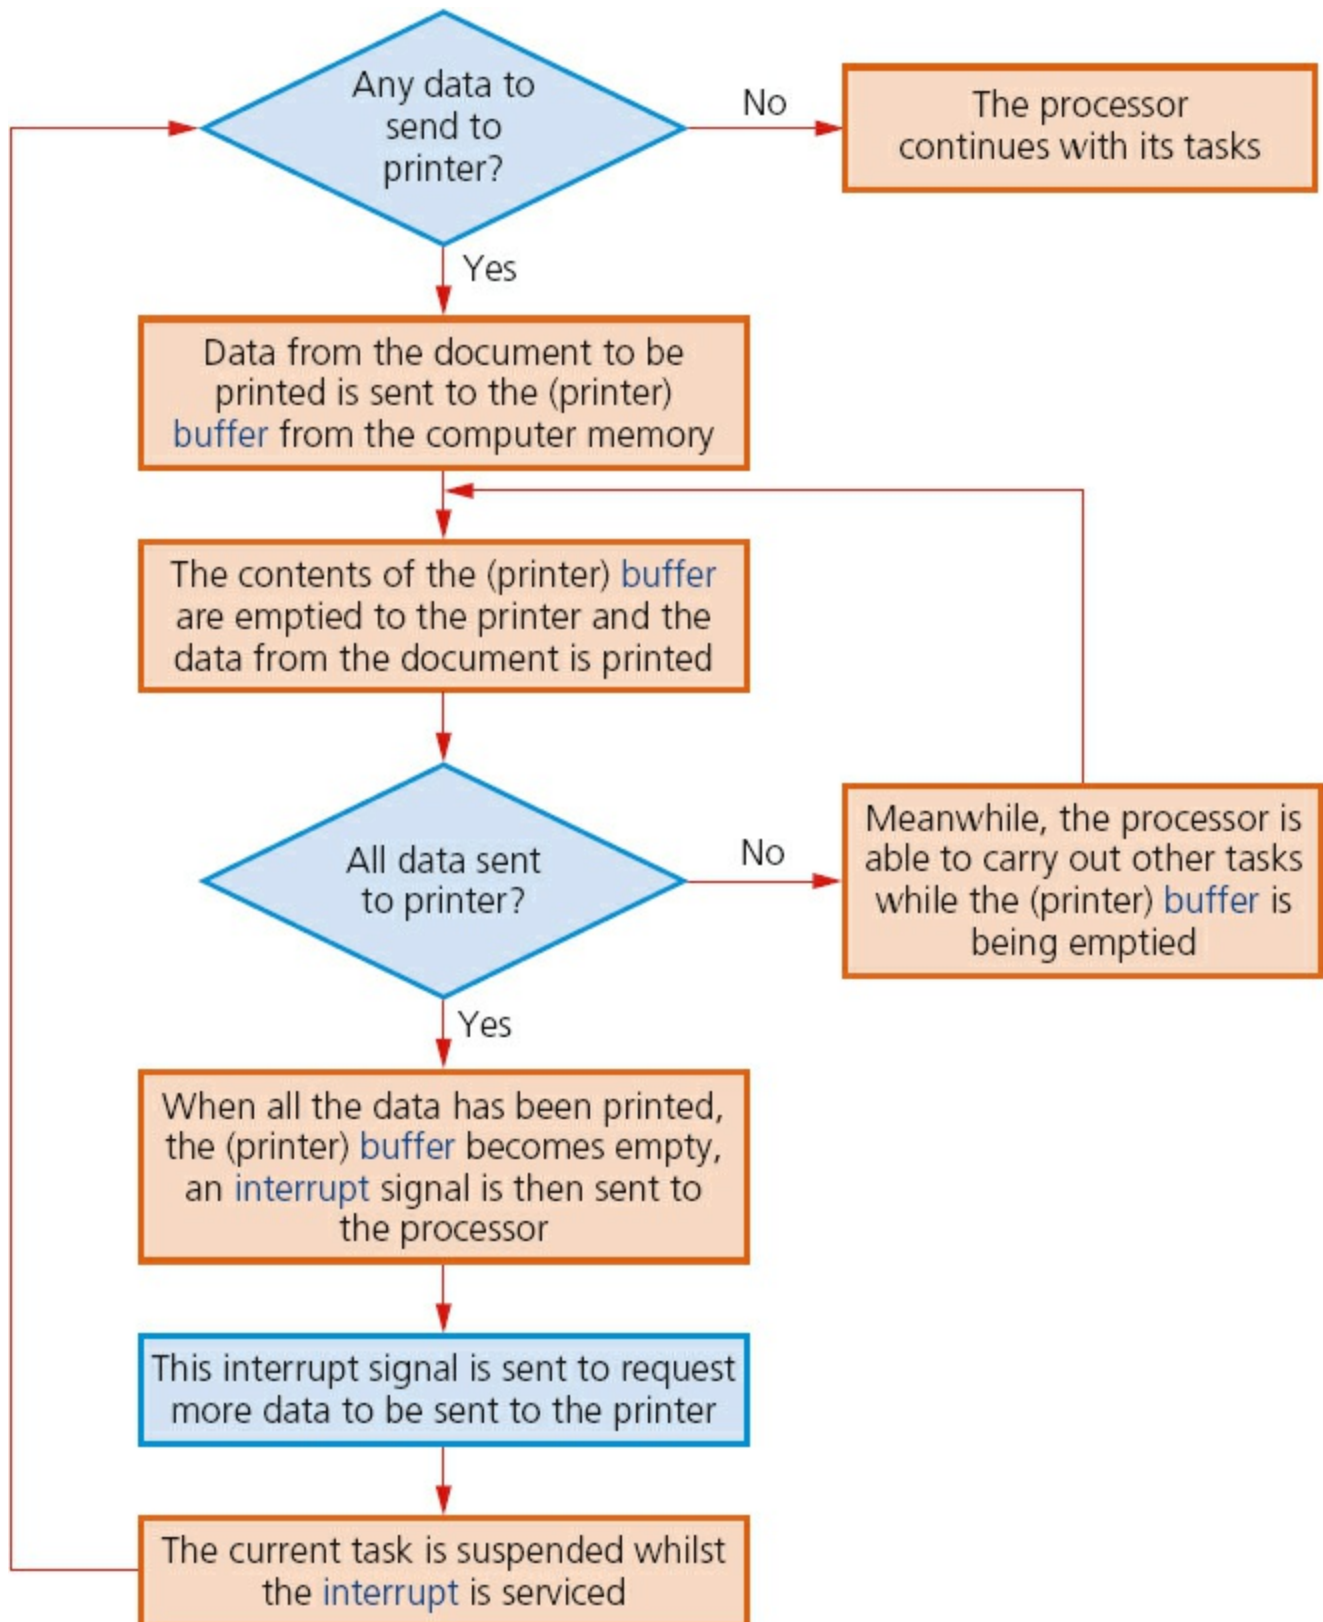 Any data to
send to
printer?
No
The processor
continues with its tasks
Yes
Data from the document to be
printed is sent to the (printer)
buffer from the computer memory
The contents of the (printer) buffer
are emptied to the printer and the
data from the document is printed
All data sent
to printer?
No
Meanwhile, the processor is
able to carry out other tasks
while the (printer) buffer is
being emptied
Yes
When all the data has been printed,
the (printer) buffer becomes empty,
an interrupt signal is then sent to
the processor
This interrupt signal is sent to request
more data to be sent to the printer
The current task is suspended whilst
the interrupt is serviced